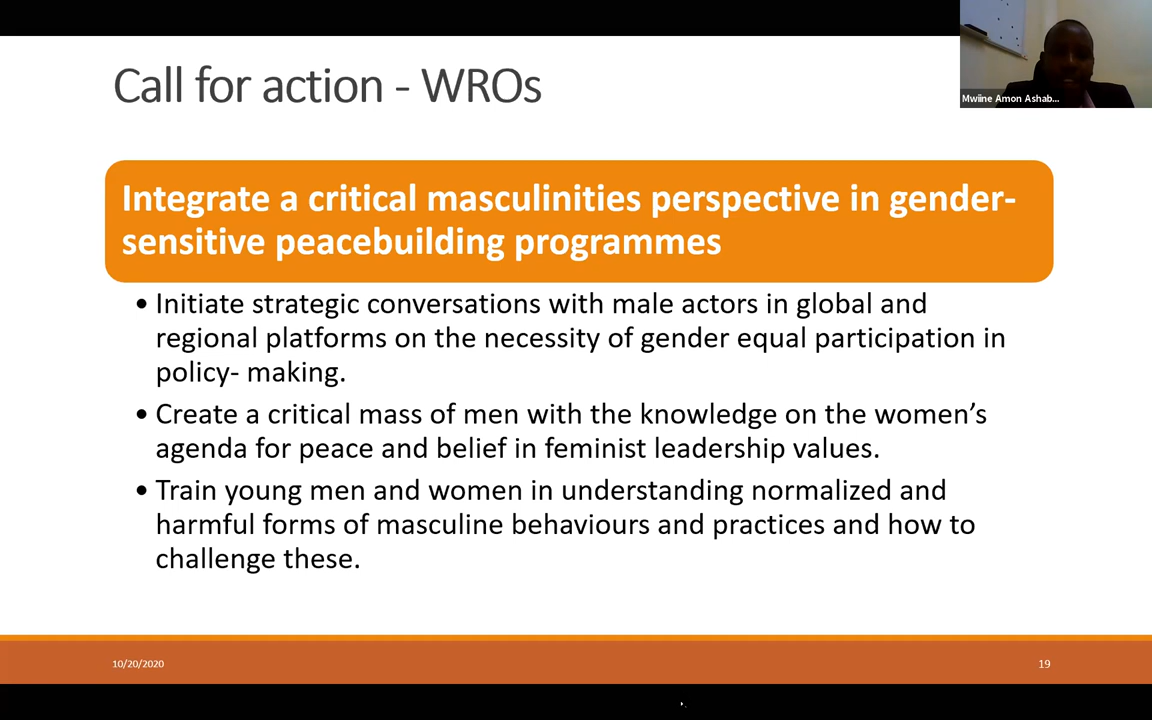 Call for action - WROs
Mwiine Amon Ashab...
Integrate a critical masculinities perspective in gender-
sensitive peacebuilding programmes
• Initiate strategic conversations with male actors in global and
regional platforms on the necessity of gender equal participation in
policy- making.
• Create a critical mass of men with the knowledge on the women’s
agenda for peace and belief in feminist leadership values.
• Train young men and women in understanding normalized and
harmful forms of masculine behaviours and practices and how to
challenge these.
10/20/2020
19